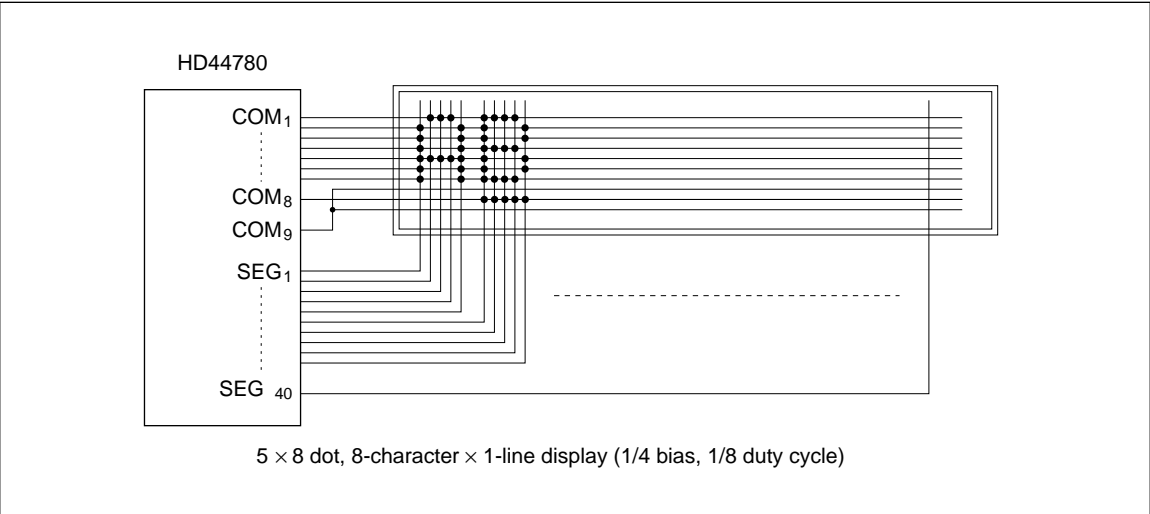 HD44780
COM1
COM8
COM9
SEG1
SEG 40
5 × 8 dot, 8-character × 1-line display (1/4 bias, 1/8 duty cycle)